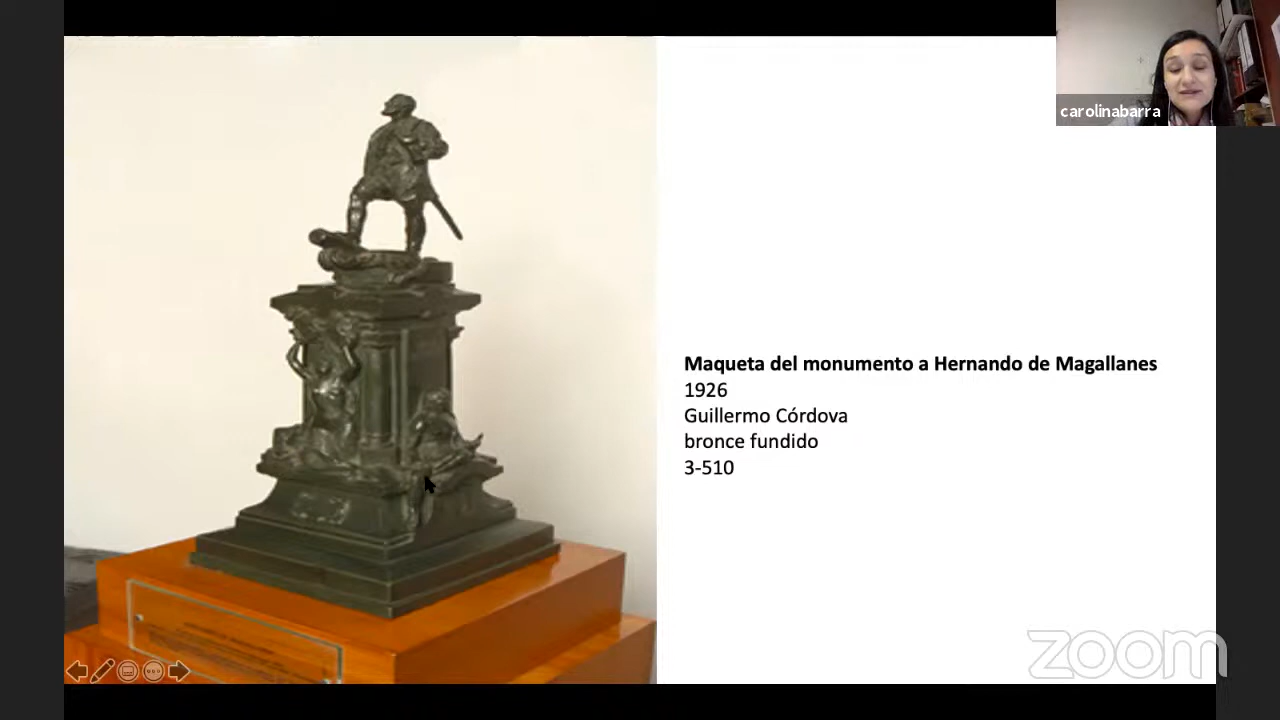 carolinabarra
Maqueta del monumento a Hernando de Magallanes
1926
Guillermo Córdova
bronce fundido
3-510
zoom